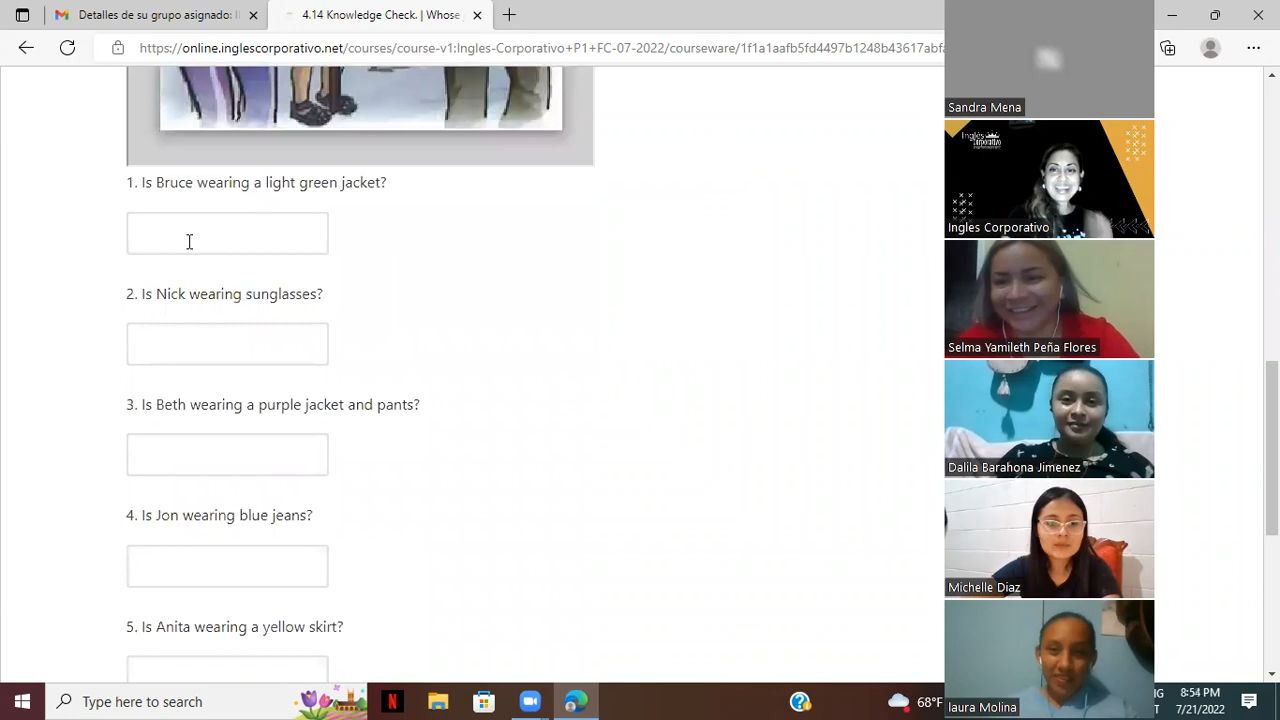 Detalles de su grupo asignado: I
4.14 Knowledge Check. | Whose
https://online.inglescorporativo.net/courses/course-v1:Ingles-Corporativo+P1+FC-07-2022/courseware/1f1a1aafb5fd4497b1248b43617abf
1. Is Bruce wearing a light green jacket?
2. Is Nick wearing sunglasses?
3. Is Beth wearing a purple jacket and pants?
4. Is Jon wearing blue jeans?
5. Is Anita wearing a yellow skirt?
Sandra Mena
Inglés
Corporativo
Ingles Corporativo
Selma Yamileth Peña Flores
Dalila Barahona Jimenez
Michelle Diaz
laura Molina
Type here to search
68°F
8:54 PM
7/21/2022